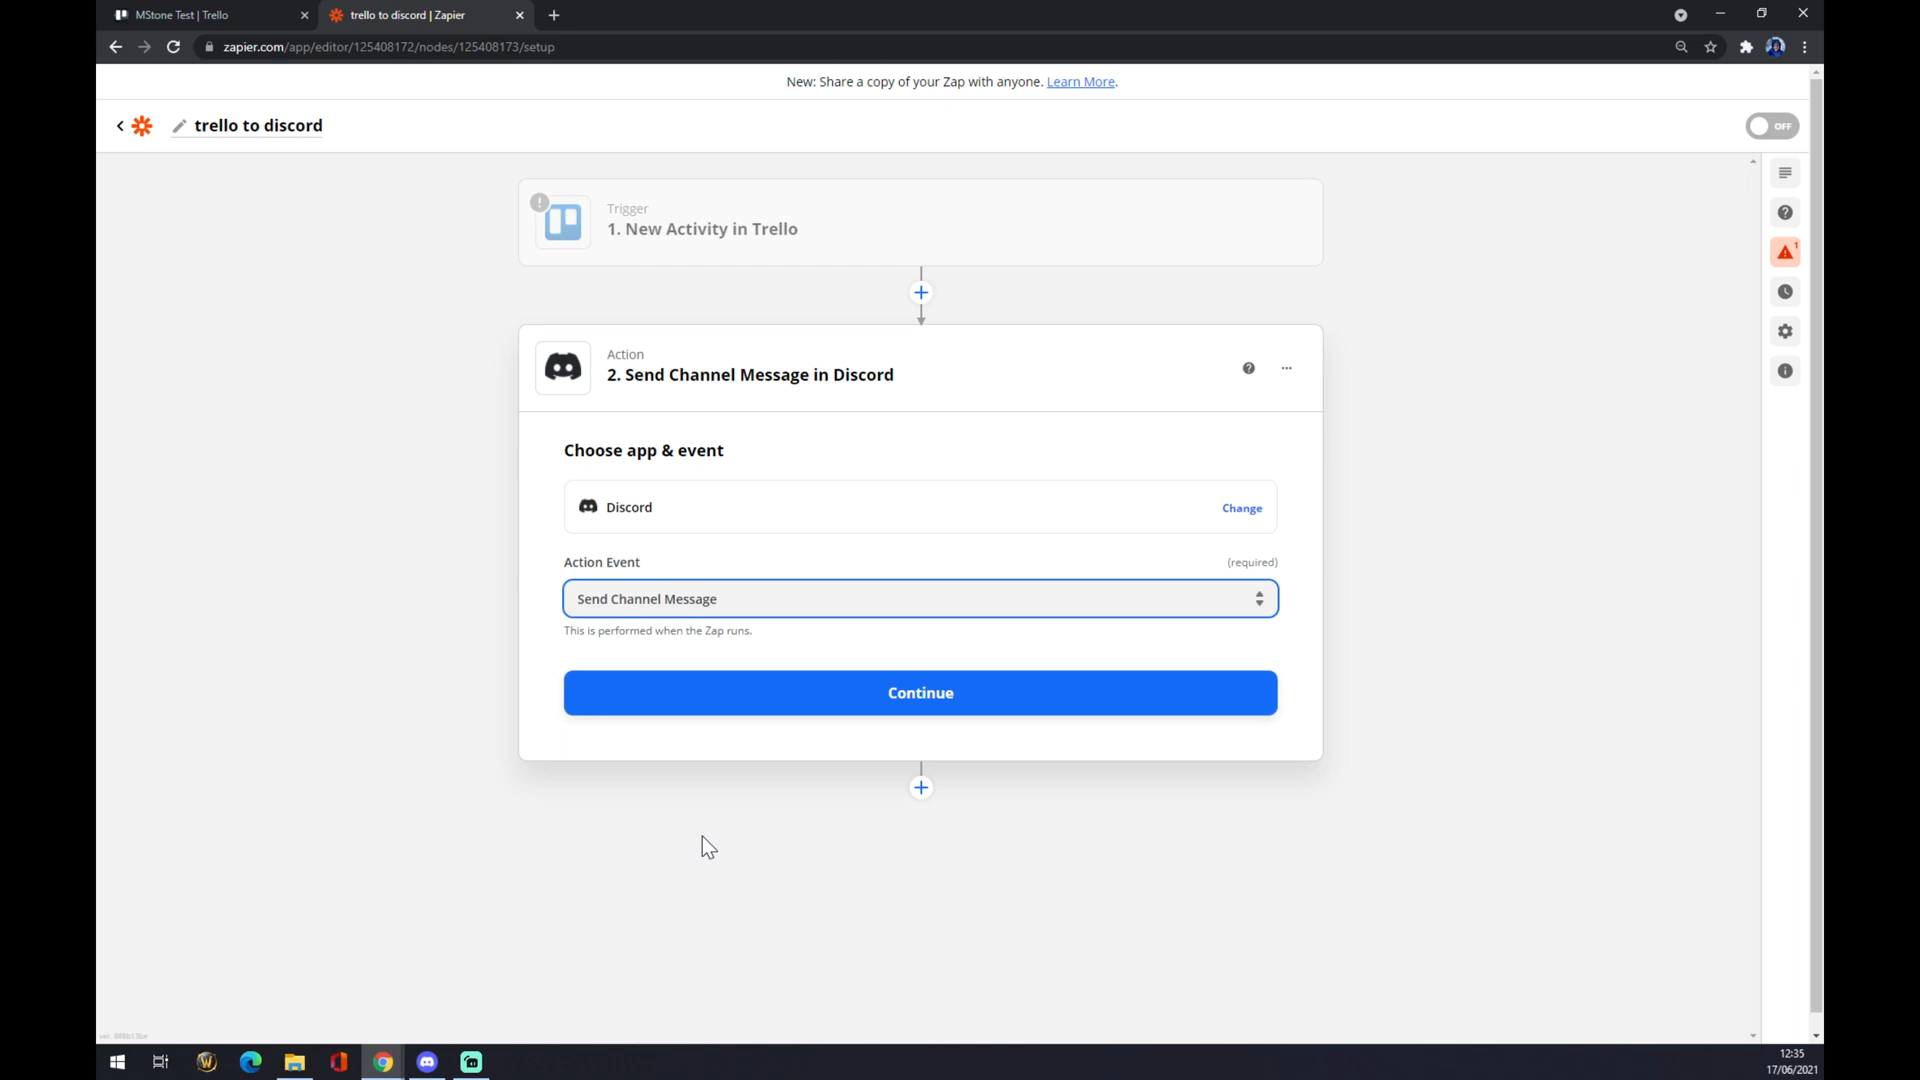 MStone Test | Trello
trello to discord | Zapier
zapier.com/app/editor/125408172/nodes/125408173/setup
New: Share a copy of your Zap with anyone. Learn More.
trello to discord
OFF
Trigger
1. New Activity in Trello
1
Action
2. Send Channel Message in Discord
Choose app & event
Discord
Change
Action Event
(required)
Send Channel Message
This is performed when the Zap runs.
Continue
12:35
17/06/2021